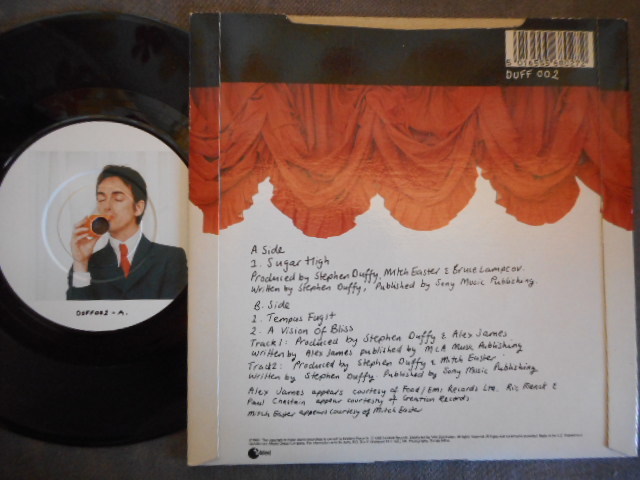 DUFF 002
DUFF002 - A.
A Side
1. Sugar High
Produced by Stephen Duffy, Mitch Easter & Bruse Lampcov.
Written by Stephen Duffy, Published by Sony Music Publishing.
B. Side
1. Tempus Fugit
2. A Vision Of Bliss
Track 1: Produced by Stephen Duffy & Alex James
Written by Alex James published by MCA Music Publishing
Track 2: Produced by Stephen Duffy & Mitch Easter
Written by Stephen Duffy Published by Sony Music Publishing
Alex James appears courtesy of Food/Emi Records Ltd. Ric Menck &
Paul Chastain appear courtesy of Creation Records
Mitch Easter appears courtesy of Mitch Easter